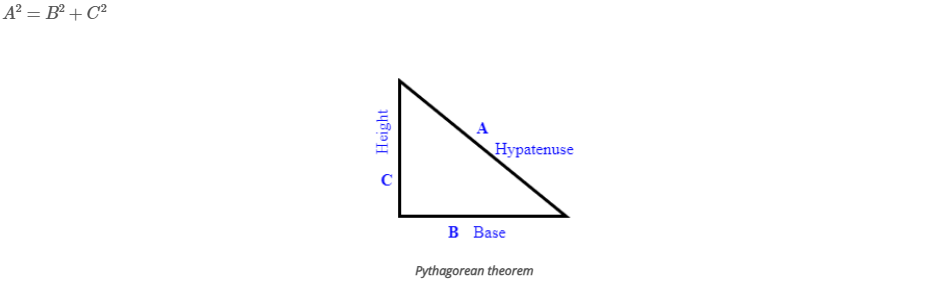 A² = B² + C²
Height
A
Hypatenuse
C
B Base
Pythagorean theorem